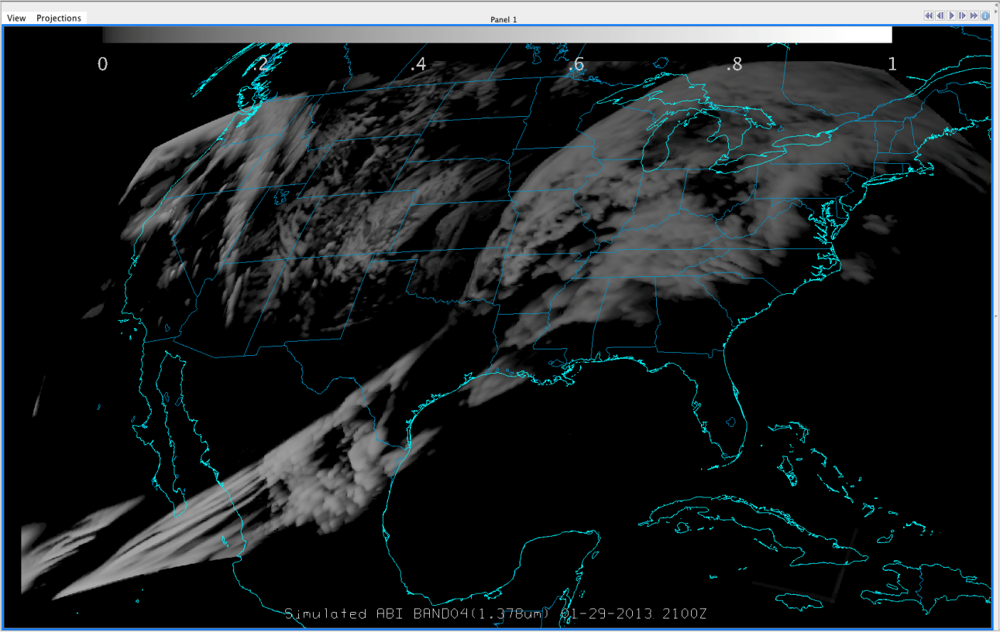 View Projections
Panel 1
0 .2 .4 .6 .8 1
Simulated ABI BAND04(1.378um) 01-29-2013 2100Z